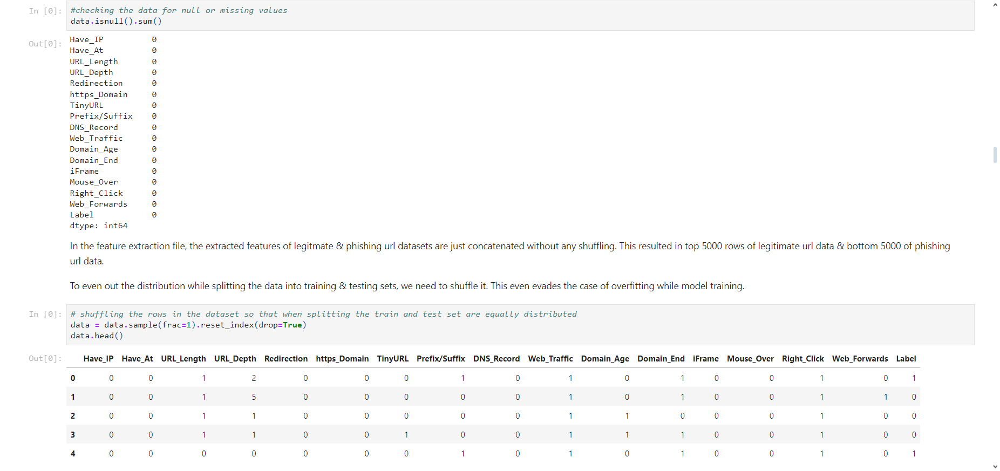 In [0]: #checking the data for null or missing values
data.isnull().sum()
Out[0]: Have_IP 0
Have_At 0
URL_Length 0
URL_Depth 0
Redirection 0
https_Domain 0
TinyURL 0
Prefix/Suffix 0
DNS_Record 0
Web_Traffic 0
Domain_Age 0
Domain_End 0
iFrame 0
Mouse_Over 0
Right_Click 0
Web_Forwards 0
Label 0
dtype: int64
In the feature extraction file, the extracted features of legitmate & phishing url datasets are just concatenated without any shuffling. This resulted in top 5000 rows of legitimate url data & bottom 5000 of phishing
url data.
To even out the distribution while splitting the data into training & testing sets, we need to shuffle it. This even evades the case of overfitting while model training.
In [0]: # shuffling the rows in the dataset so that when splitting the train and test set are equally distributed
data = data.sample(frac=1).reset_index(drop=True)
data.head()
Out[0]: Have_IP Have_At URL_Length URL_Depth Redirection https_Domain TinyURL Prefix/Suffix DNS_Record Web_Traffic Domain_Age Domain_End iFrame Mouse_Over Right_Click Web_Forwards Label
0 0 0 1 2 0 0 0 1 0 1 0 1 0 0 1 0 1
1 0 0 1 5 0 0 0 0 0 1 0 1 0 0 1 1 0
2 0 0 1 1 0 0 0 0 0 1 1 0 0 0 1 0 0
3 0 0 1 1 0 0 1 0 0 1 1 1 0 0 1 0 0
4 0 0 0 0 0 0 0 1 0 1 0 1 0 0 1 0 1